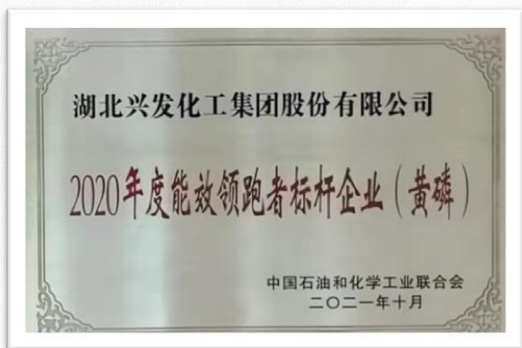 湖北兴发化工集团股份有限公司
2020年度能效领跑者标杆企业（黄磷）
中国石油和化学工业联合会
二〇二一年十月